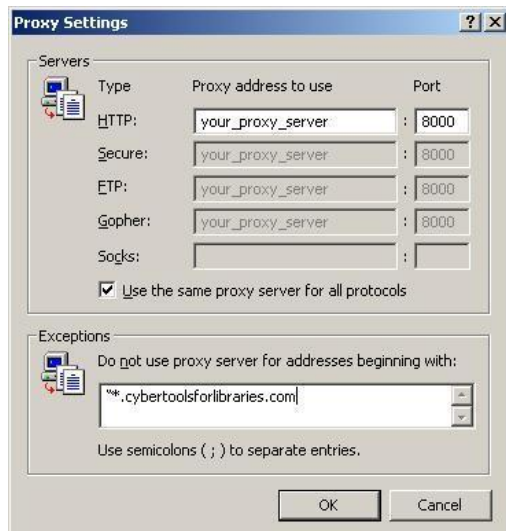 Proxy Settings
Servers
Type Proxy address to use Port
HTTP: your_proxy_server : 8000
Secure: your_proxy_server : 8000
FTP: your_proxy_server : 8000
Gopher: your_proxy_server : 8000
Socks: :
Use the same proxy server for all protocols
Exceptions
Do not use proxy server for addresses beginning with:
"*.cybertoolsforlibraries.com
Use semicolons ( ; ) to separate entries.
OK Cancel